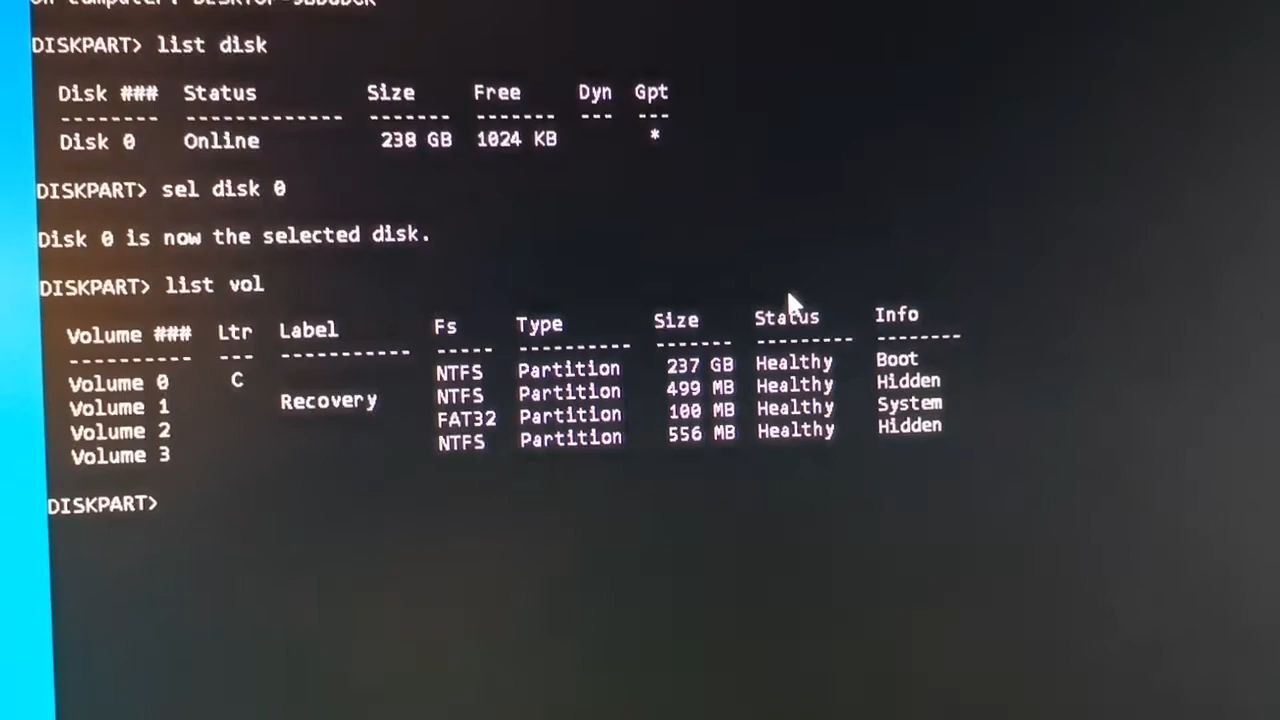 DISKPART> list disk
Disk ### Status Size Free Dyn Gpt
-------- ------------- ------- ------- --- ---
Disk 0 Online 238 GB 1024 KB *
DISKPART> sel disk 0
Disk 0 is now the selected disk.
DISKPART> list vol
Volume ### Ltr Label Fs Type Size Status Info
---------- --- ----------- ----- ---------- ------- --------- --------
Volume 0 C NTFS Partition 237 GB Healthy Boot
Volume 1 Recovery NTFS Partition 499 MB Healthy Hidden
Volume 2 FAT32 Partition 100 MB Healthy System
Volume 3 NTFS Partition 556 MB Healthy Hidden
DISKPART>